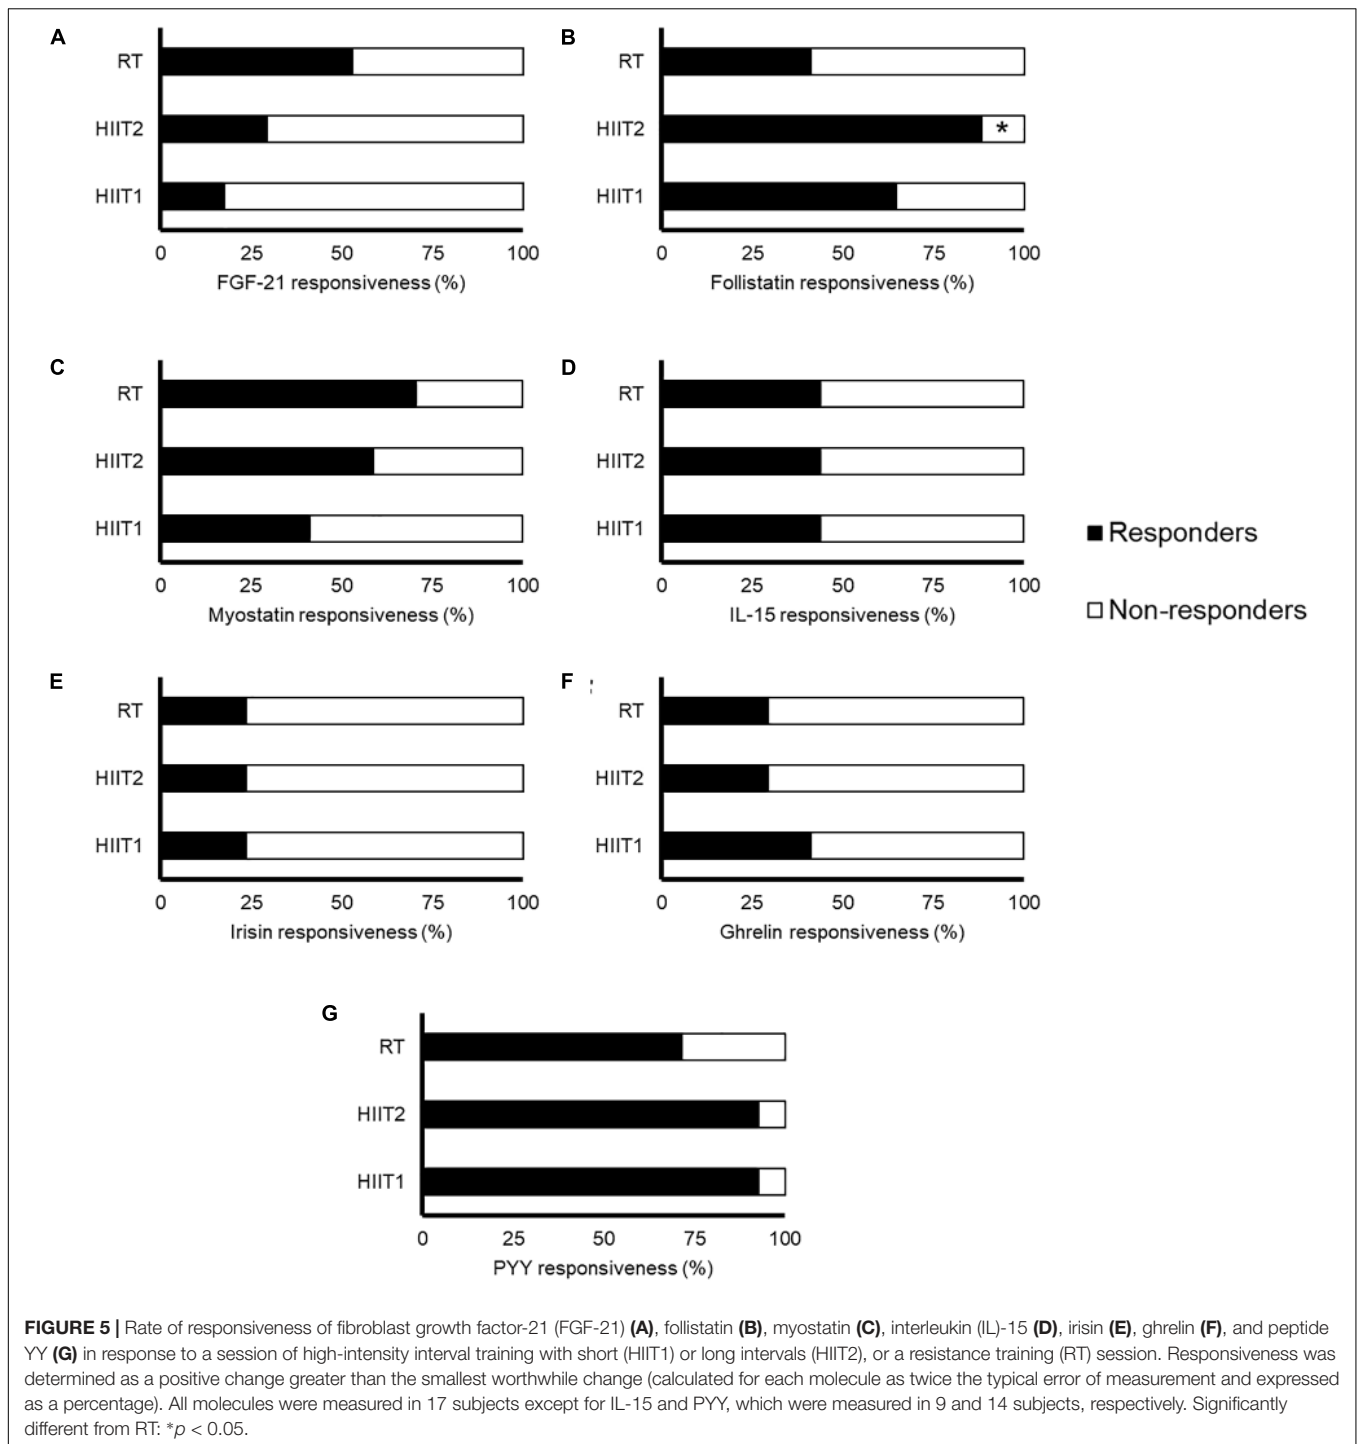 A
RT
HIIT2
HIIT1
0 25 50 75 100
FGF-21 responsiveness (%)
B
RT
HIIT2
*
HIIT1
0 25 50 75 100
Follistatin responsiveness (%)
C
RT
HIIT2
HIIT1
0 25 50 75 100
Myostatin responsiveness (%)
D
RT
HIIT2
HIIT1
0 25 50 75 100
IL-15 responsiveness (%)
Responders
Non-responders
E
RT
HIIT2
HIIT1
0 25 50 75 100
Irisin responsiveness (%)
F
RT
HIIT2
HIIT1
0 25 50 75 100
Ghrelin responsiveness (%)
G
RT
HIIT2
HIIT1
0 25 50 75 100
PYY responsiveness (%)
FIGURE 5 | Rate of responsiveness of fibroblast growth factor-21 (FGF-21) (A), follistatin (B), myostatin (C), interleukin (IL)-15 (D), irisin (E), ghrelin (F), and peptide
YY (G) in response to a session of high-intensity interval training with short (HIIT1) or long intervals (HIIT2), or a resistance training (RT) session. Responsiveness was
determined as a positive change greater than the smallest worthwhile change (calculated for each molecule as twice the typical error of measurement and expressed
as a percentage). All molecules were measured in 17 subjects except for IL-15 and PYY, which were measured in 9 and 14 subjects, respectively. Significantly
different from RT: *p < 0.05.